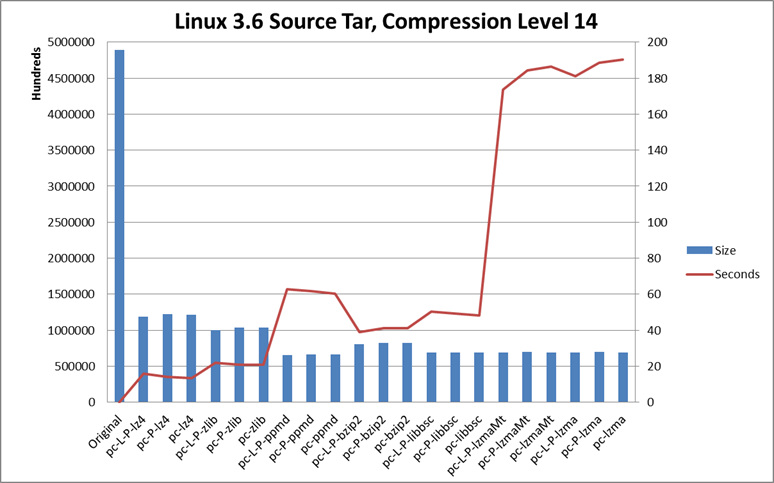 Linux 3.6 Source Tar, Compression Level 14
Hundreds
5000000
4500000
4000000
3500000
3000000
2500000
2000000
1500000
1000000
500000
0
200
180
160
140
120
100
80
60
40
20
0
Size
Seconds
Original
pc-L-P-lz4
pc-P-lz4
pc-lz4
pc-L-P-zlib
pc-P-zlib
pc-zlib
pc-L-P-ppmd
pc-P-ppmd
pc-ppmd
pc-L-P-bzip2
pc-P-bzip2
pc-bzip2
pc-L-P-libbsc
pc-P-libbsc
pc-libbsc
pc-L-P-lzmaMt
pc-P-lzmaMt
pc-lzmaMt
pc-L-P-lzma
pc-P-lzma
pc-lzma